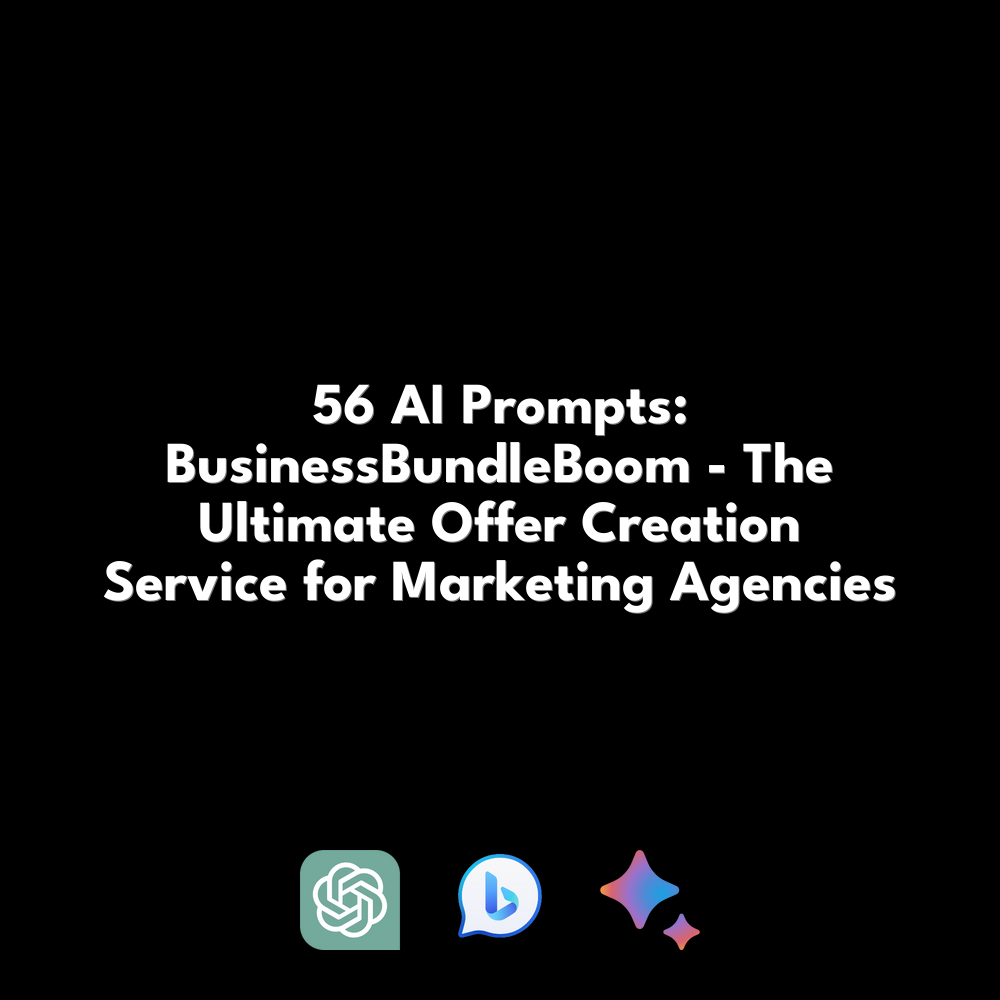 56 AI Prompts:
BusinessBundleBoom - The
Ultimate Offer Creation
Service for Marketing Agencies